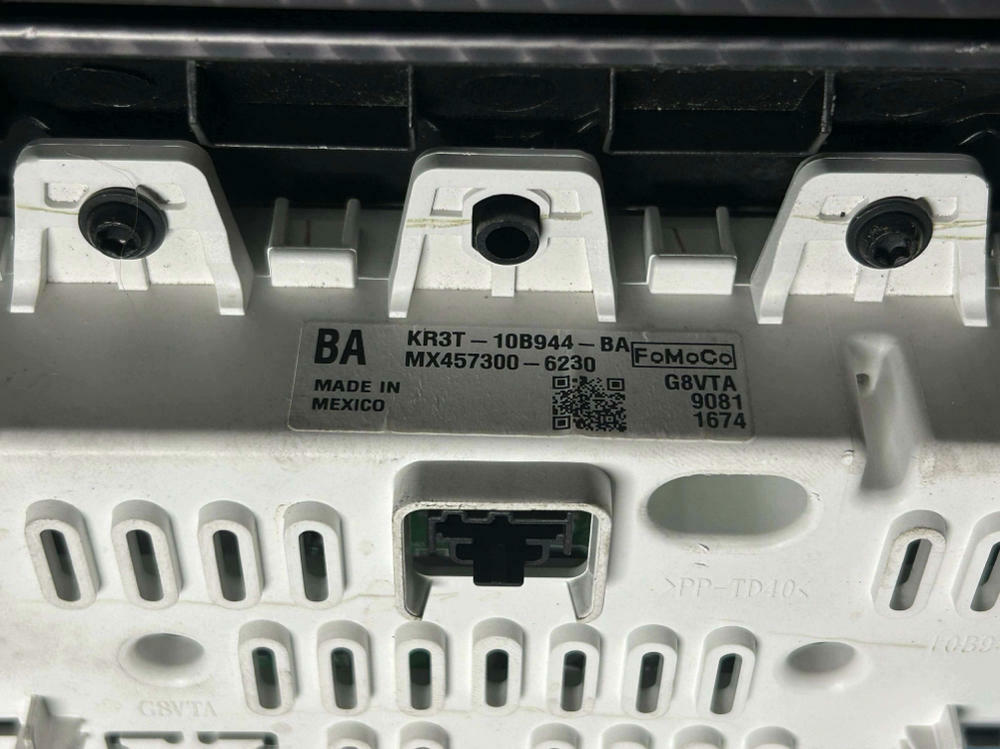 BA KR3T-10B944-BA FoMoCo
MX457300-6230
MADE IN
MEXICO
G8VTA
9081
1674
>PP-TD40<
G8VTA